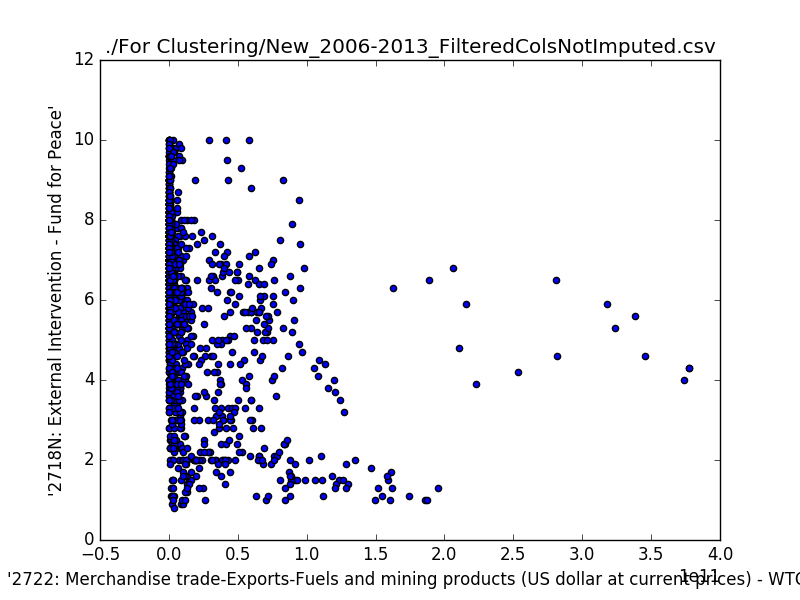 ./For Clustering/New_2006-2013_FilteredColsNotImputed.csv
12
10
8
6
4
2
0
'2718N: External Intervention - Fund for Peace'
−0.5 0.0 0.5 1.0 1.5 2.0 2.5 3.0 3.5 4.0
1e11
'2722: Merchandise trade-Exports-Fuels and mining products (US dollar at current prices) - WTO